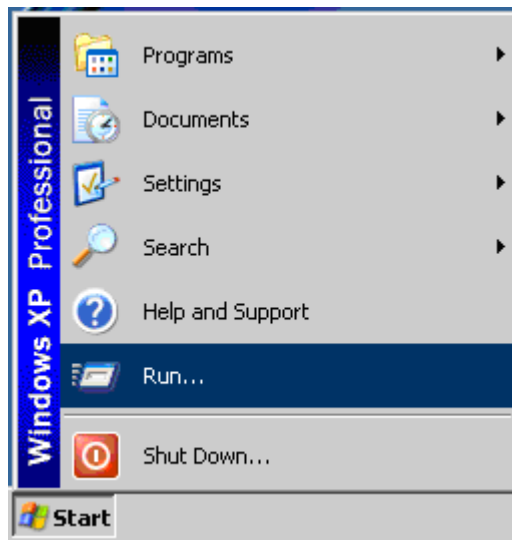 Windows XP Professional
Programs
Documents
Settings
Search
Help and Support
Run...
Shut Down...
Start